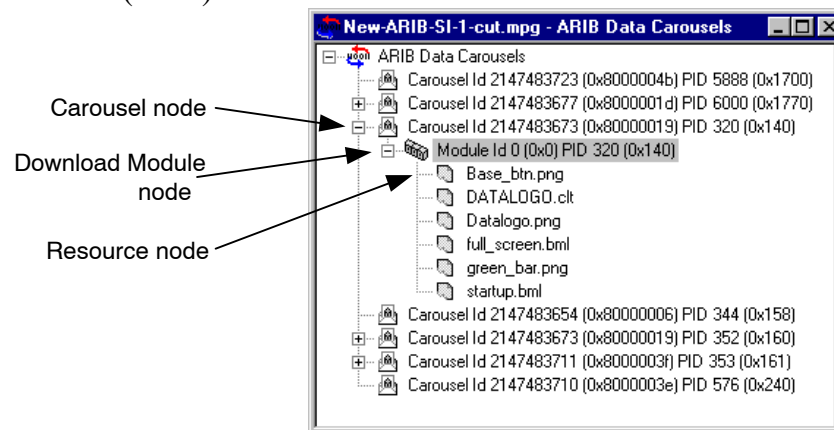 New-ARIB-SI-1-cut.mpg - ARIB Data Carousels
ARIB Data Carousels
Carousel Id 2147483723 (0x8000004b) PID 5888 (0x1700)
Carousel Id 2147483677 (0x8000001d) PID 6000 (0x1770)
Carousel node
Carousel Id 2147483673 (0x80000019) PID 320 (0x140)
Module Id 0 (0x0) PID 320 (0x140)
Download Module
node
Base_btn.png
DATALOGO.clt
Datalogo.png
full_screen.bml
Resource node
green_bar.png
startup.bml
Carousel Id 2147483654 (0x80000006) PID 344 (0x158)
Carousel Id 2147483673 (0x80000019) PID 352 (0x160)
Carousel Id 2147483711 (0x8000003f) PID 353 (0x161)
Carousel Id 2147483710 (0x8000003e) PID 576 (0x240)